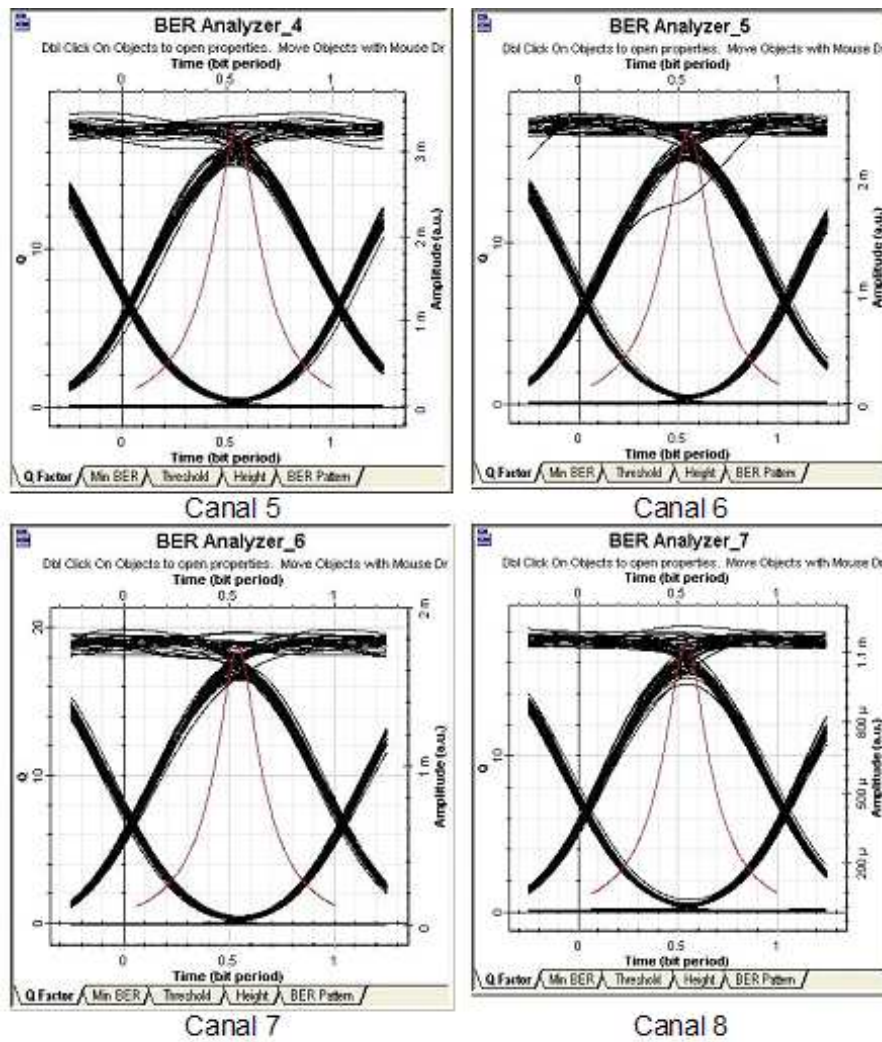 BER Analyzer_4
Dbl Click On Objects to open properties. Move Objects with Mouse Dr
Time (bit period)
0 0.5 1
Q
0 10
Amplitude (a.u.)
0 1 m 2 m 3 m
0 0.5 1
Time (bit period)
Q Factor Min BER Threshold Height BER Pattern
Canal 5
BER Analyzer_5
Dbl Click On Objects to open properties. Move Objects with Mouse Dr
Time (bit period)
0 0.5 1
Q
0 10
Amplitude (a.u.)
0 1 m 2 m
0 0.5 1
Time (bit period)
Q Factor Min BER Threshold Height BER Pattern
Canal 6
BER Analyzer_6
Dbl Click On Objects to open properties. Move Objects with Mouse Dr
Time (bit period)
0 0.5 1
Q
0 10 20
Amplitude (a.u.)
0 1 m 2 m
0 0.5 1
Time (bit period)
Q Factor Min BER Threshold Height BER Pattern
Canal 7
BER Analyzer_7
Dbl Click On Objects to open properties. Move Objects with Mouse Dr
Time (bit period)
0 0.5 1
Q
0 10
Amplitude (a.u.)
200 µ 500 µ 800 µ 1.1 m
0 0.5 1
Time (bit period)
Q Factor Min BER Threshold Height BER Pattern
Canal 8